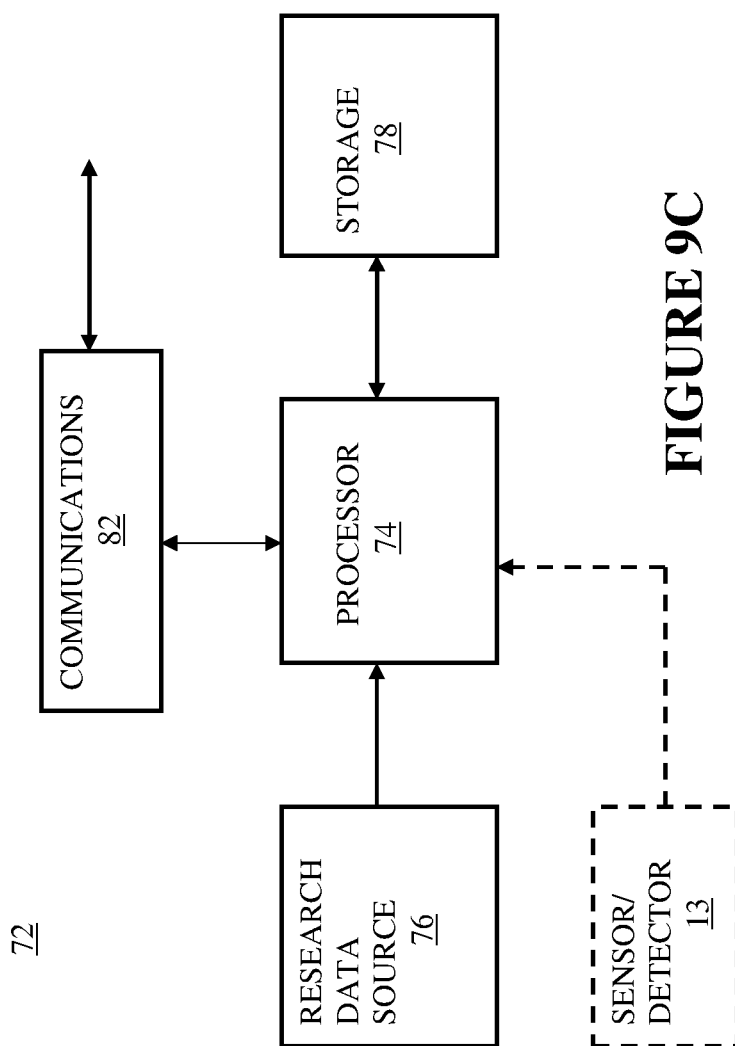 72
COMMUNICATIONS
82
RESEARCH
DATA
SOURCE
76
PROCESSOR
74
STORAGE
78
SENSOR/
DETECTOR
13
FIGURE 9C